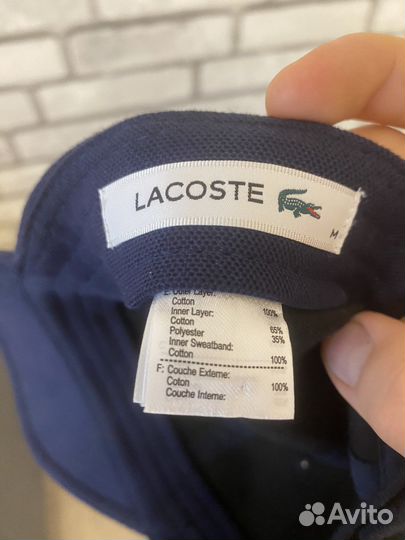 LACOSTE
M
E: Outer Layer:
Cotton 100%
Inner Layer:
Cotton 65%
Polyester 35%
Inner Sweatband:
Cotton 100%
F: Couche Externe:
Coton 100%
Couche Interne:
Avito